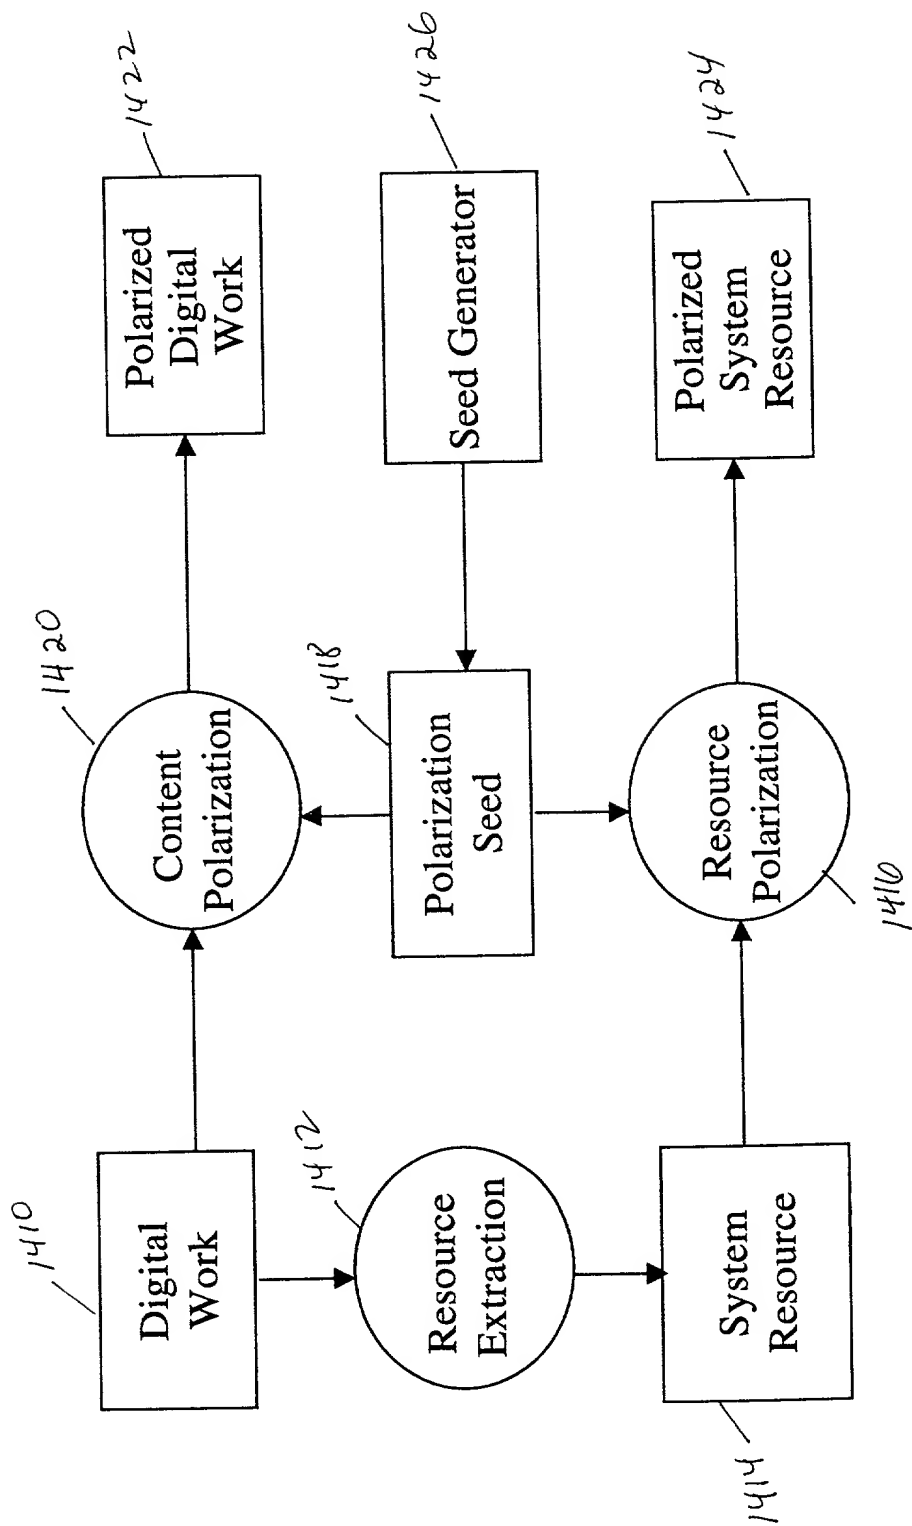 1410
Digital
Work
1420
Content
Polarization
1422
Polarized
Digital
Work
1412
Resource
Extraction
1418
Polarization
Seed
1426
Seed Generator
1414
System
Resource
1416
Resource
Polarization
1424
Polarized
System
Resource